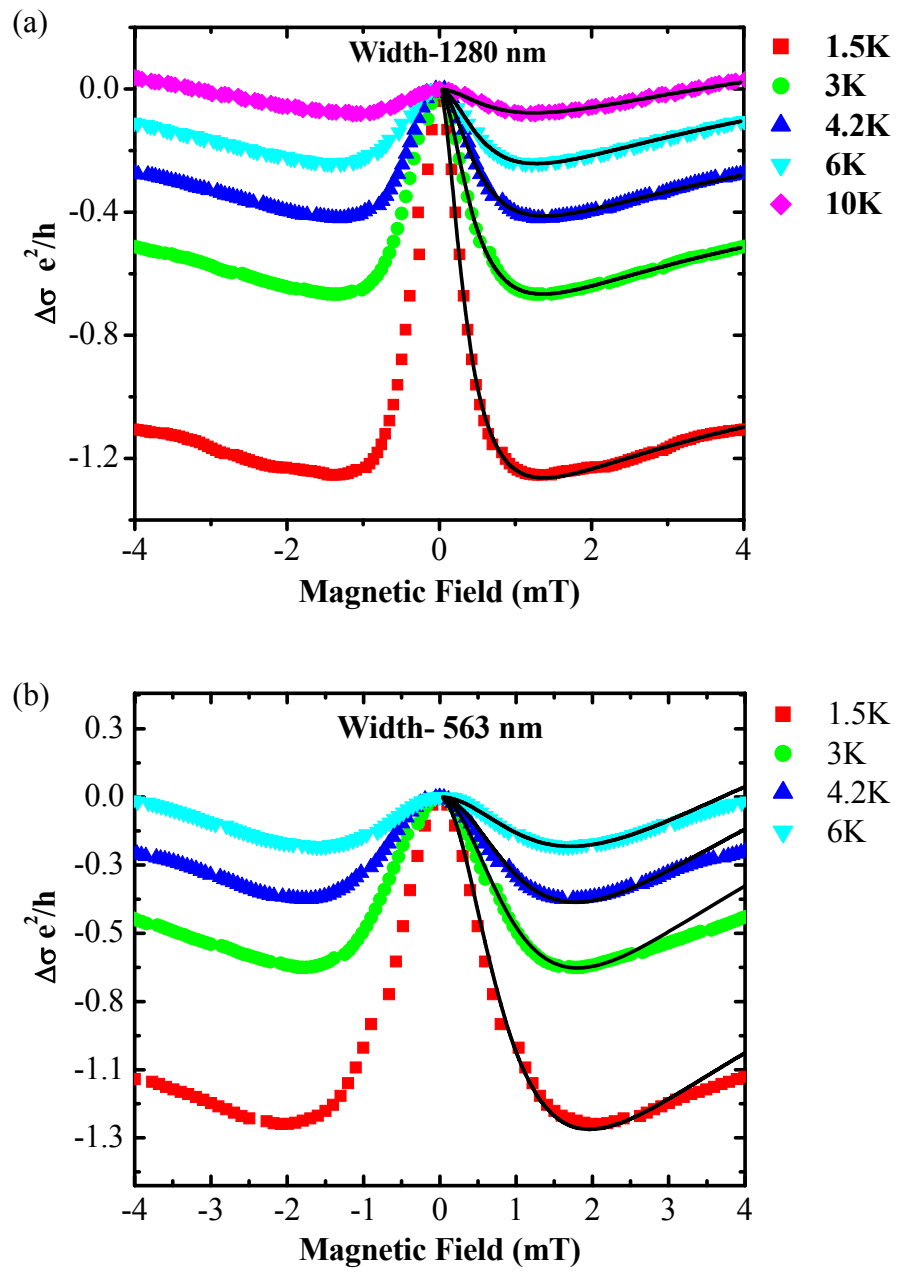 (a)
Width-1280 nm
1.5K
3K
4.2K
6K
10K
0.0
-0.4
-0.8
-1.2
Δσ e²/h
-4 -3 -2 0 2 3 4
Magnetic Field (mT)
(b)
Width- 563 nm
1.5K
3K
4.2K
6K
0.3
0.0
-0.3
-0.5
-0.8
-1.1
-1.3
Δσ e²/h
-4 -3 -2 -1 0 1 2 3 4
Magnetic Field (mT)